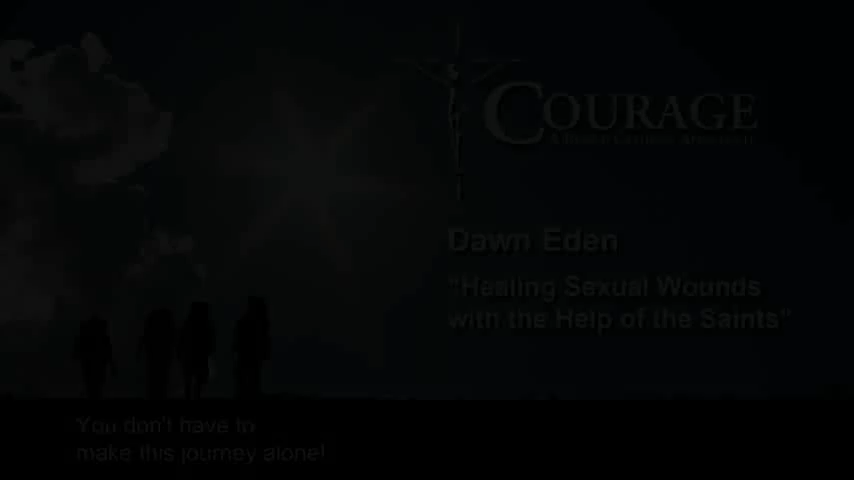 COURAGE
Dawn Eden
"Healing Sexual Wounds
with the Help of the Saints"
You don't have to
make this journey alone!